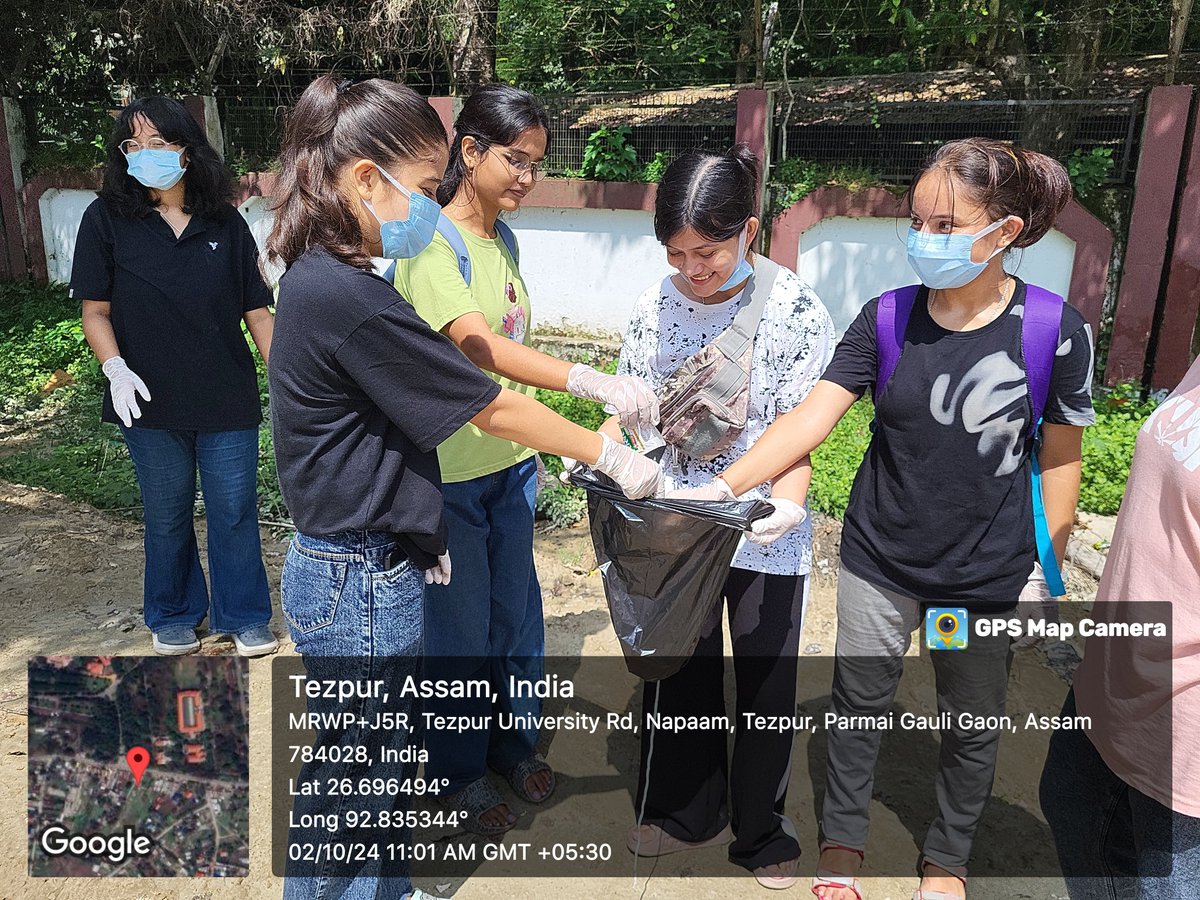 GPS Map Camera
Tezpur, Assam, India
MRWP+J5R, Tezpur University Rd, Napaam, Tezpur, Parmai Gauli Gaon, Assam
784028, India
Lat 26.696494°
Long 92.835344°
02/10/24 11:01 AM GMT +05:30
Google